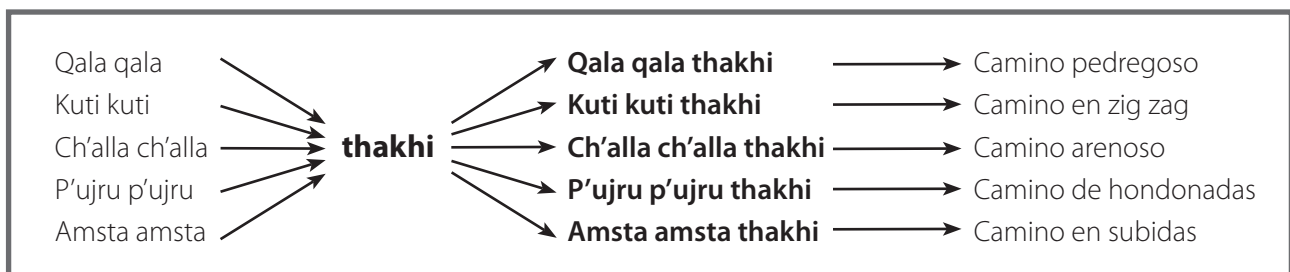 Qala qala
Kuti kuti
Ch'alla ch'alla
P'ujru p'ujru
Amsta amsta
thakhi
Qala qala thakhi
Kuti kuti thakhi
Ch'alla ch'alla thakhi
P'ujru p'ujru thakhi
Amsta amsta thakhi
Camino pedregoso
Camino en zig zag
Camino arenoso
Camino de hondonadas
Camino en subidas